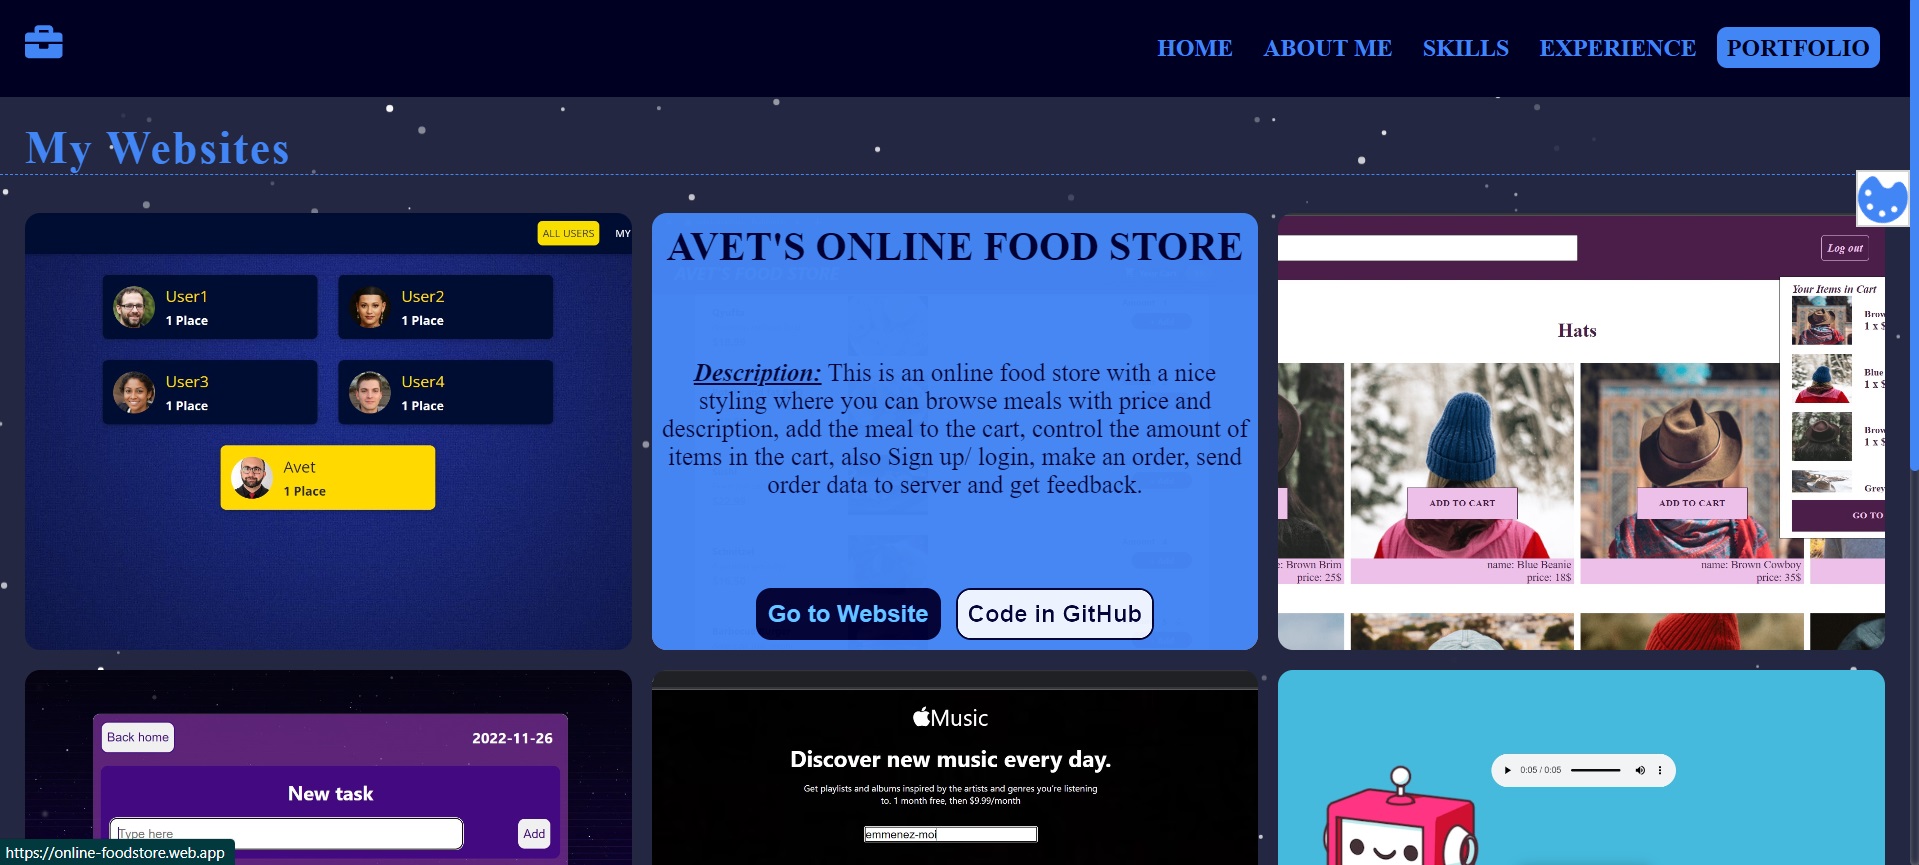 HOME ABOUT ME SKILLS EXPERIENCE PORTFOLIO
My Websites
ALL USERS MY
User1
1 Place
User2
1 Place
User3
1 Place
User4
1 Place
Avet
1 Place
AVET'S ONLINE FOOD STORE
Description: This is an online food store with a nice
styling where you can browse meals with price and
description, add the meal to the cart, control the amount of
items in the cart, also Sign up/ login, make an order, send
order data to server and get feedback.
Go to Website Code in GitHub
Log out
Your Items in Cart
Brow
1 x $
Blue
1 x $
Brow
1 x $
Grey
GO TO
Hats
ADD TO CART ADD TO CART
e: Brown Brim
price: 25$
name: Blue Beanie
price: 18$
name: Brown Cowboy
price: 35$
Back home 2022-11-26
New task
Type here Add
Music
Discover new music every day.
Get playlists and albums inspired by the artists and genres you're listening
to. 1 month free, then $9.99/month
emmenez-moi
0:05 / 0:05
https://online-foodstore.web.app